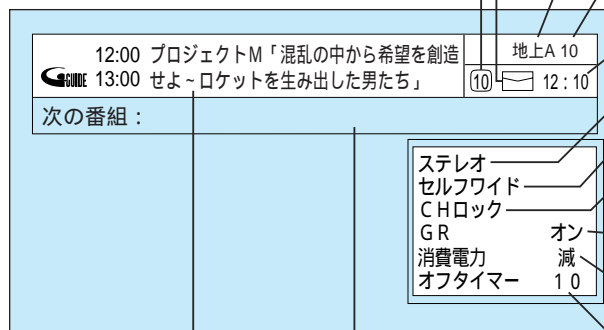 12:00 プロジェクトM「混乱の中から希望を創造
GGUIDE 13:00 せよ~ロケットを生み出した男たち」
地上A 10
10 12:10
次の番組:
ステレオ
セルフワイド
CHロック
GR オン
消費電力 減
オフタイマー 10